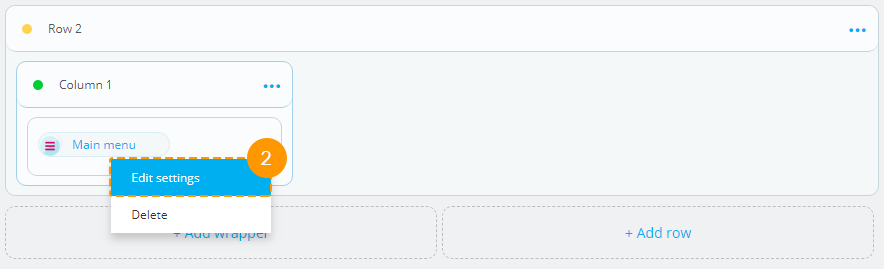 Row 2
Column 1
Main menu
2
Edit settings
Delete
+ Add wrapper
+ Add row